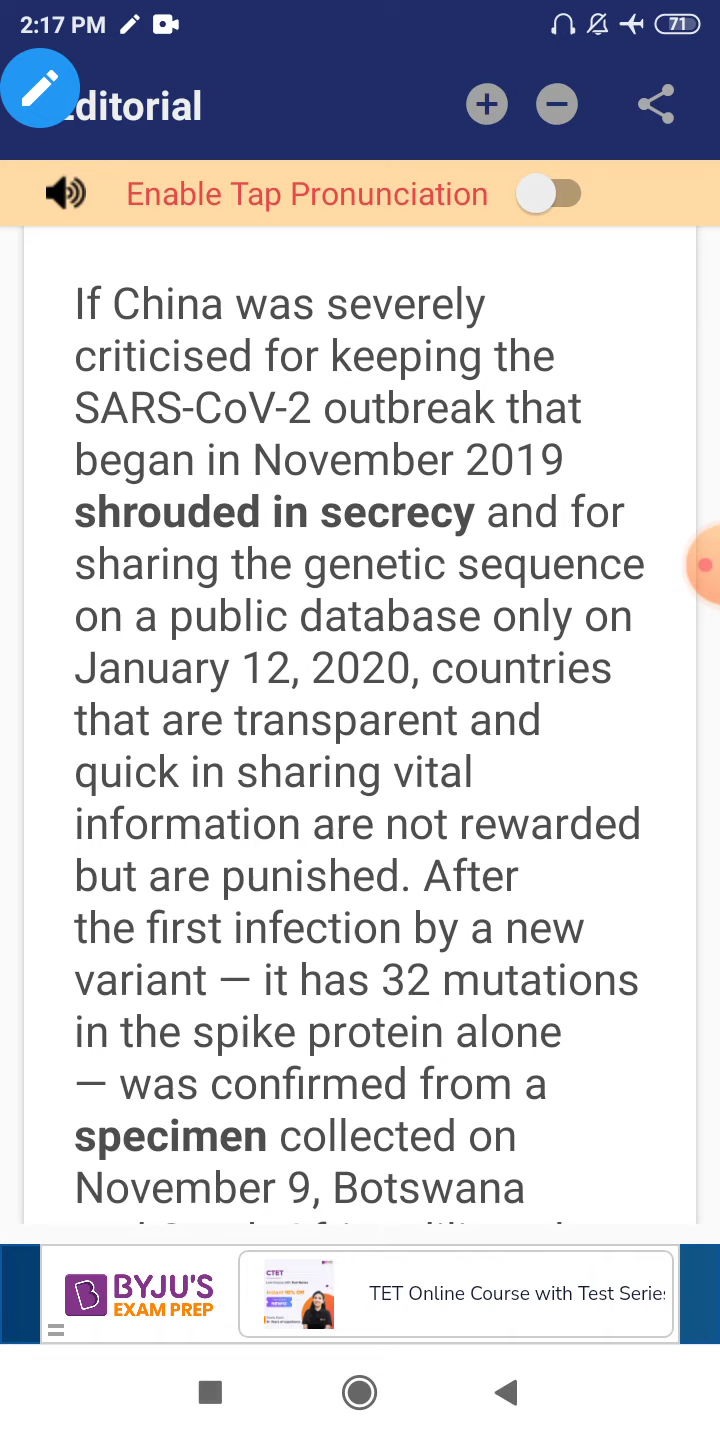 2:17 PM
71
ditorial
Enable Tap Pronunciation
If China was severely
criticised for keeping the
SARS-CoV-2 outbreak that
began in November 2019
shrouded in secrecy and for
sharing the genetic sequence
on a public database only on
January 12, 2020, countries
that are transparent and
quick in sharing vital
information are not rewarded
but are punished. After
the first infection by a new
variant — it has 32 mutations
in the spike protein alone
— was confirmed from a
specimen collected on
November 9, Botswana
BYJU'S
EXAM PREP
CTET
TET Online Course with Test Series